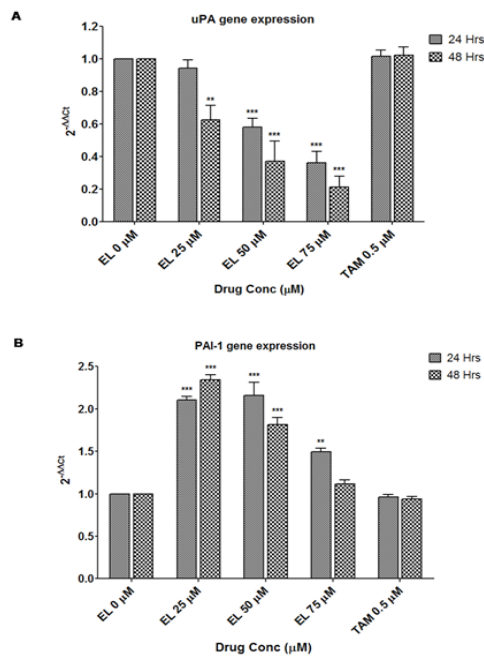 A
uPA gene expression
24 Hrs
48 Hrs
1.2
1.0
0.8
0.6
0.4
0.2
0.0
2^-ΔΔCt
**
***
***
***
***
EL 0 μM
EL 25 μM
EL 50 μM
EL 75 μM
TAM 0.5 μM
Drug Conc (μM)
B
PAI-1 gene expression
24 Hrs
48 Hrs
2.5
2.0
1.5
1.0
0.5
0.0
2^-ΔΔCt
***
***
***
***
**
EL 0 μM
EL 25 μM
EL 50 μM
EL 75 μM
TAM 0.5 μM
Drug Conc (μM)